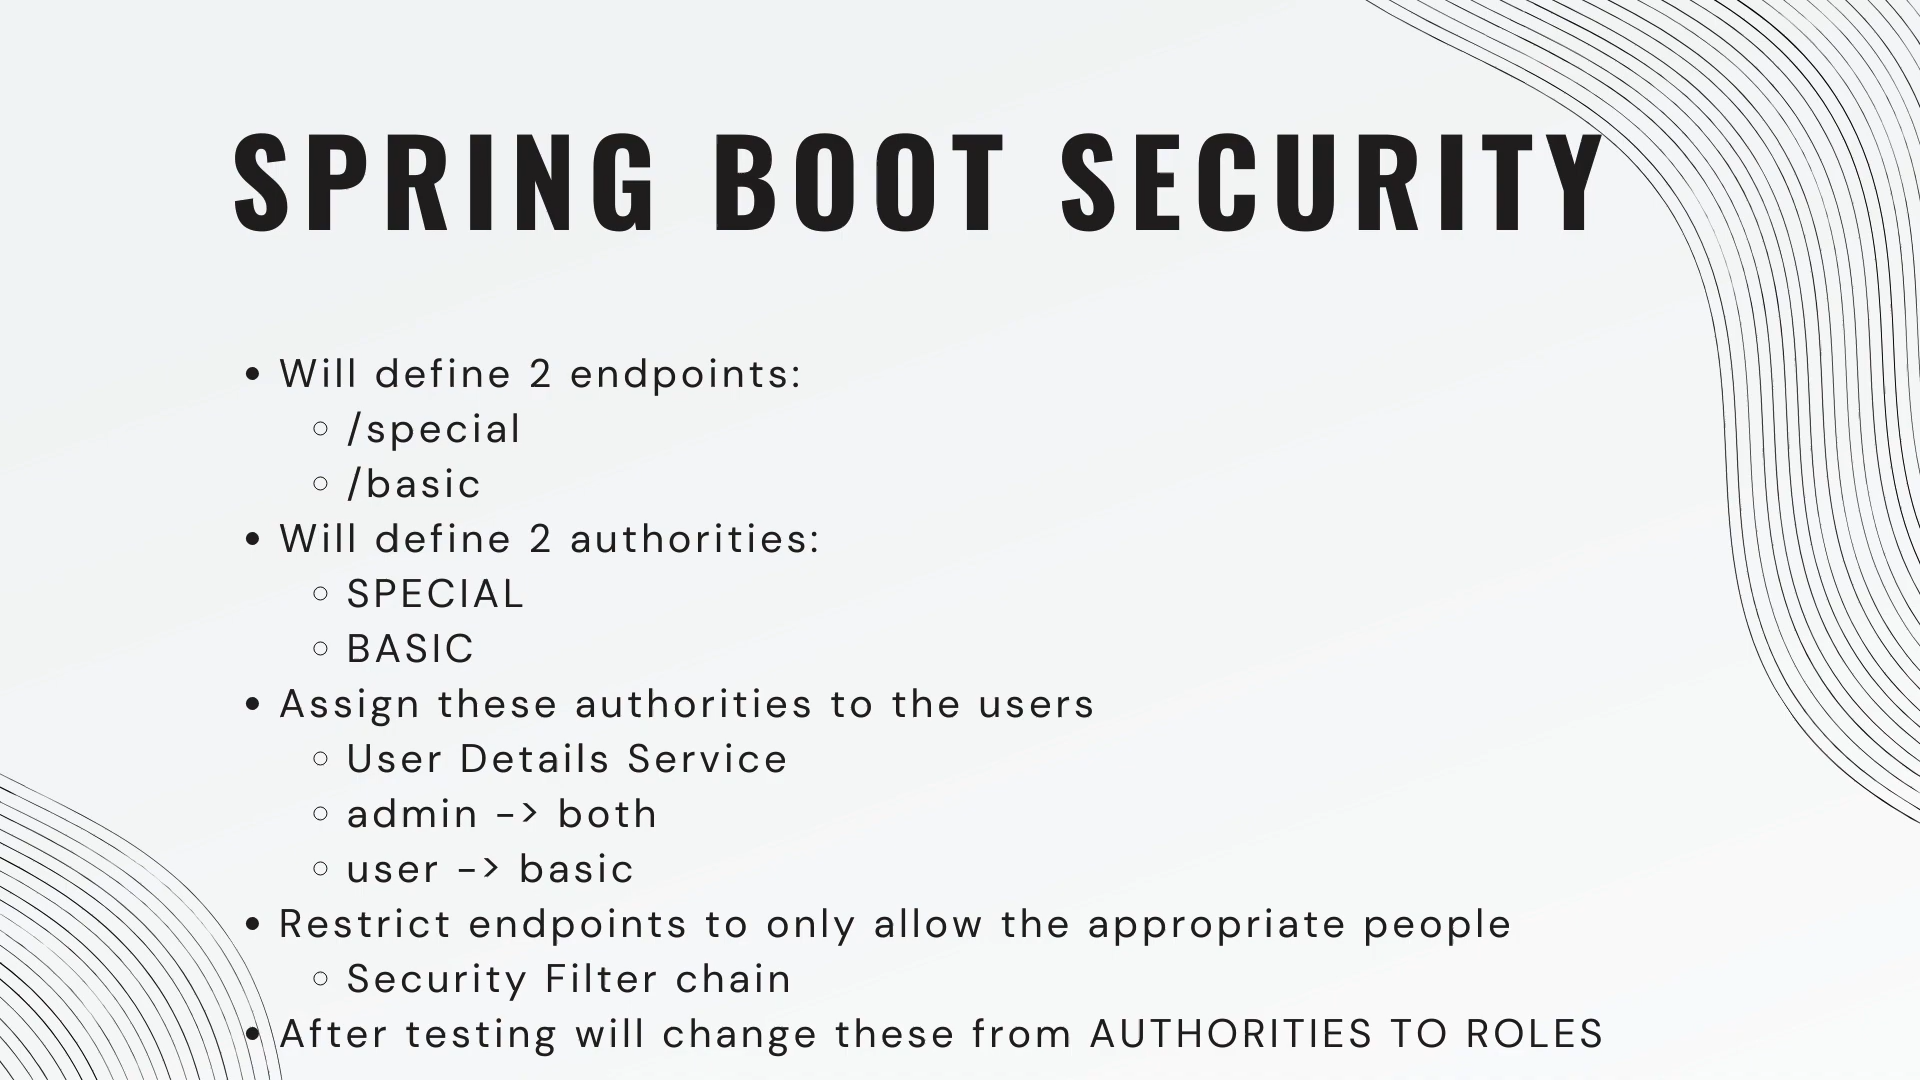 SPRING BOOT SECURITY
• Will define 2 endpoints:
◦ /special
◦ /basic
• Will define 2 authorities:
◦ SPECIAL
◦ BASIC
• Assign these authorities to the users
◦ User Details Service
◦ admin -> both
◦ user -> basic
• Restrict endpoints to only allow the appropriate people
◦ Security Filter chain
• After testing will change these from AUTHORITIES TO ROLES